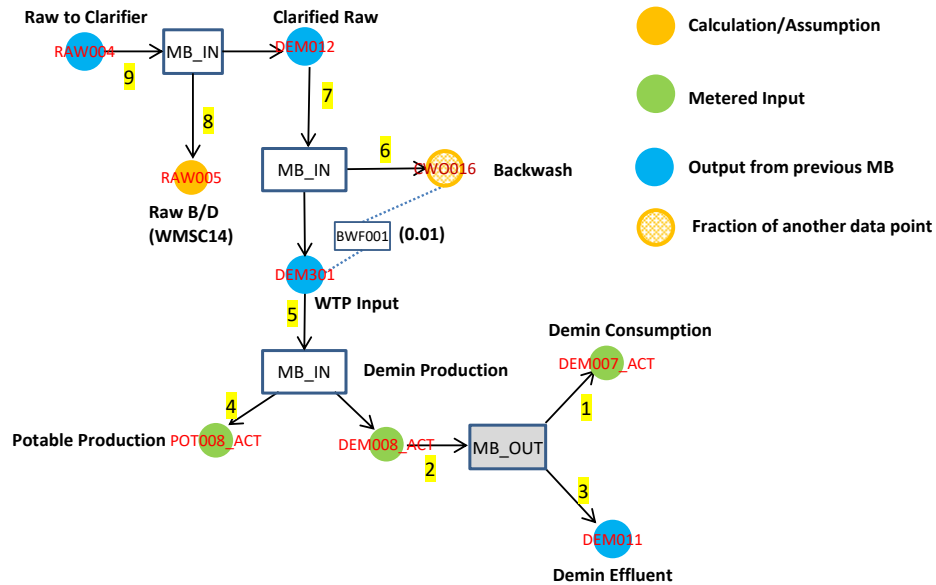 Raw to Clarifier
Clarified Raw
Calculation/Assumption
RAW004
MB_IN
DEM012
9
7
Metered Input
8
6
MB_IN
CWO016
Backwash
Output from previous MB
RAW005
Raw B/D
(WMSC14)
BWF001
(0.01)
Fraction of another data point
DEM301
WTP Input
5
Demin Consumption
MB_IN
Demin Production
DEM007_ACT
4
1
Potable Production
POT008_ACT
DEM008_ACT
MB_OUT
2
3
DEM011
Demin Effluent